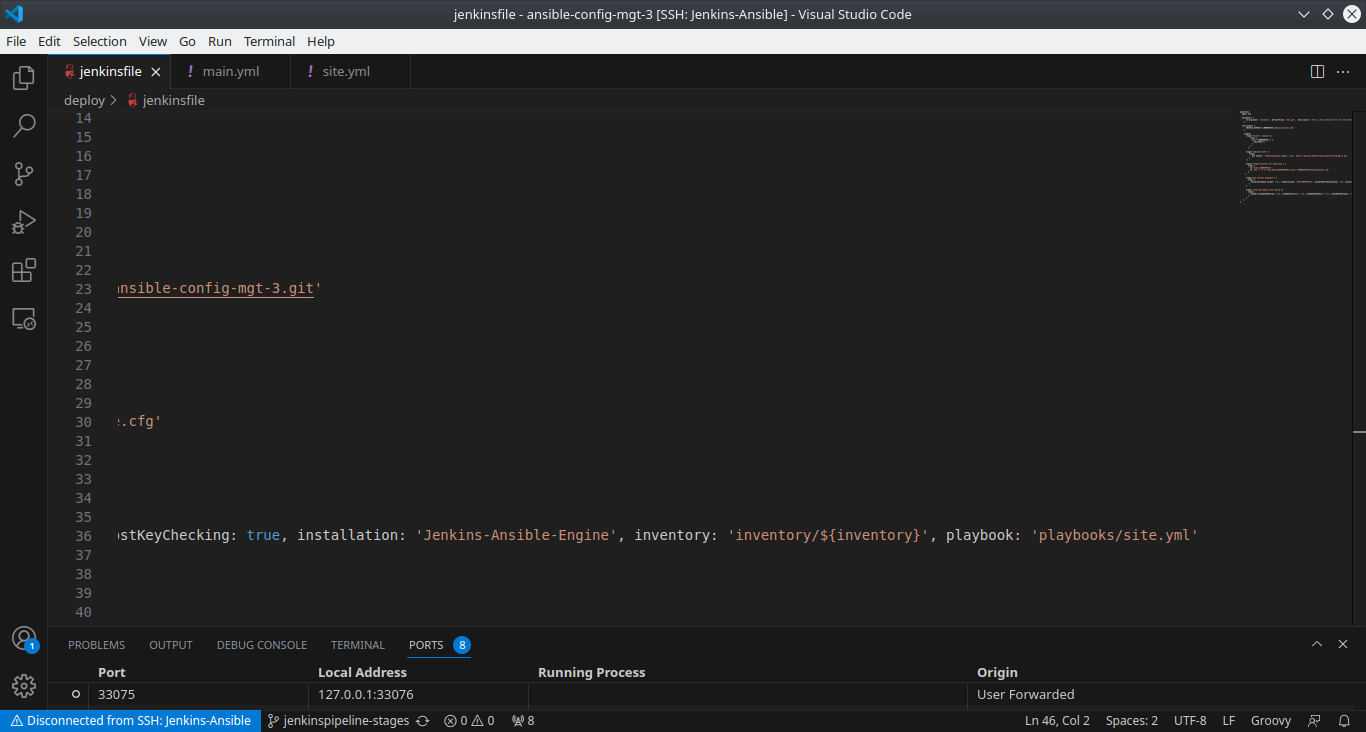 jenkinsfile - ansible-config-mgt-3 [SSH: Jenkins-Ansible] - Visual Studio Code
File Edit Selection View Go Run Terminal Help
jenkinsfile ! main.yml ! site.yml
deploy > jenkinsfile
14
15
16
17
18
19
20
21
22
23 ansible-config-mgt-3.git'
24
25
26
27
28
29
30 e.cfg'
31
32
33
34
35
36 ostKeyChecking: true, installation: 'Jenkins-Ansible-Engine', inventory: 'inventory/${inventory}', playbook: 'playbooks/site.yml'
37
38
39
40
1
PROBLEMS OUTPUT DEBUG CONSOLE TERMINAL PORTS 8
Port Local Address Running Process Origin
33075 127.0.0.1:33076 User Forwarded
Disconnected from SSH: Jenkins-Ansible jenkinspipeline-stages 0 0 8 Ln 46, Col 2 Spaces: 2 UTF-8 LF Groovy